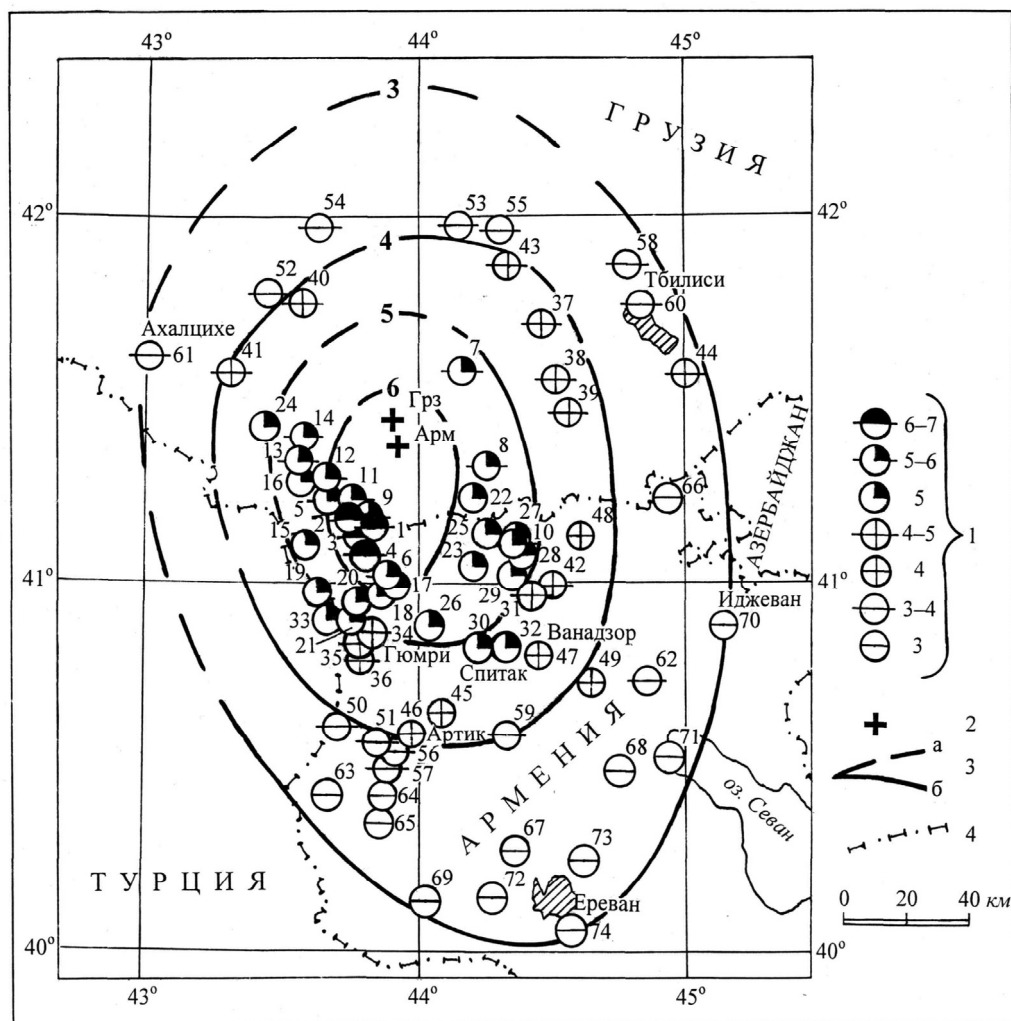 43° 44° 45°
3
ГРУЗИЯ
42° 42°
54 53 55
4 43 58
52 40 Тбилиси
60
Ахалцихе 5 37
61 41 7 38 44
39
6 Грз
24 14 Арм
13 12 8
16 11 22 66
5 9 27 48
2 1 25 10
15 3 4 23 28
АЗЕРБАЙДЖАН
41° 6 42 41°
19 20 17 29
18 26 31 Иджеван
33 34 30 32 Ванадзор 70
21 Гюмри 47 62
35 Спитак 49
36
50 45
51 46 59
Артик 71
56 68
63 57 оз. Севан
64
65 АРМЕНИЯ
67 73
ТУРЦИЯ
69 72 Ереван
74
40° 40°
43° 44° 45°
6–7
5–6
5
4–5 1
4
3–4
3
2
а
3
б
4
0 20 40 км